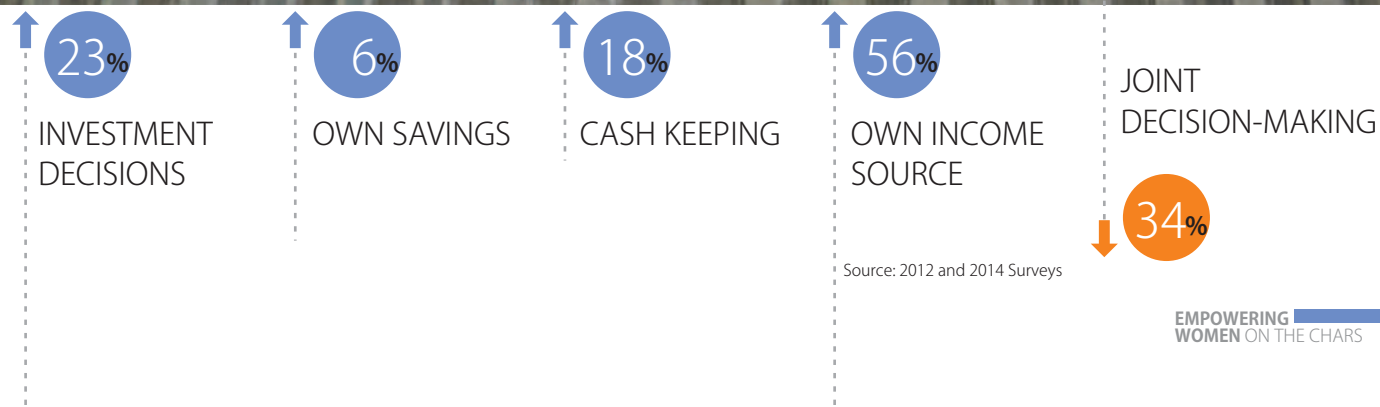 23%
INVESTMENT
DECISIONS
6%
OWN SAVINGS
18%
CASH KEEPING
56%
OWN INCOME
SOURCE
JOINT
DECISION-MAKING
34%
Source: 2012 and 2014 Surveys
EMPOWERING
WOMEN ON THE CHARS